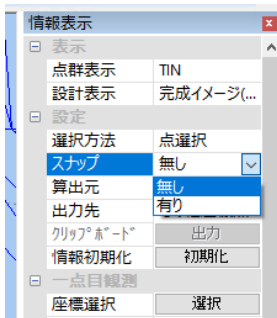 情報表示
表示
点群表示 TIN
設計表示 完成イメージ(...
設定
選択方法 点選択
スナップ 無し
算出元 無し
出力先 有り
クリップボード 出力
情報初期化 初期化
一点目観測
座標選択 選択